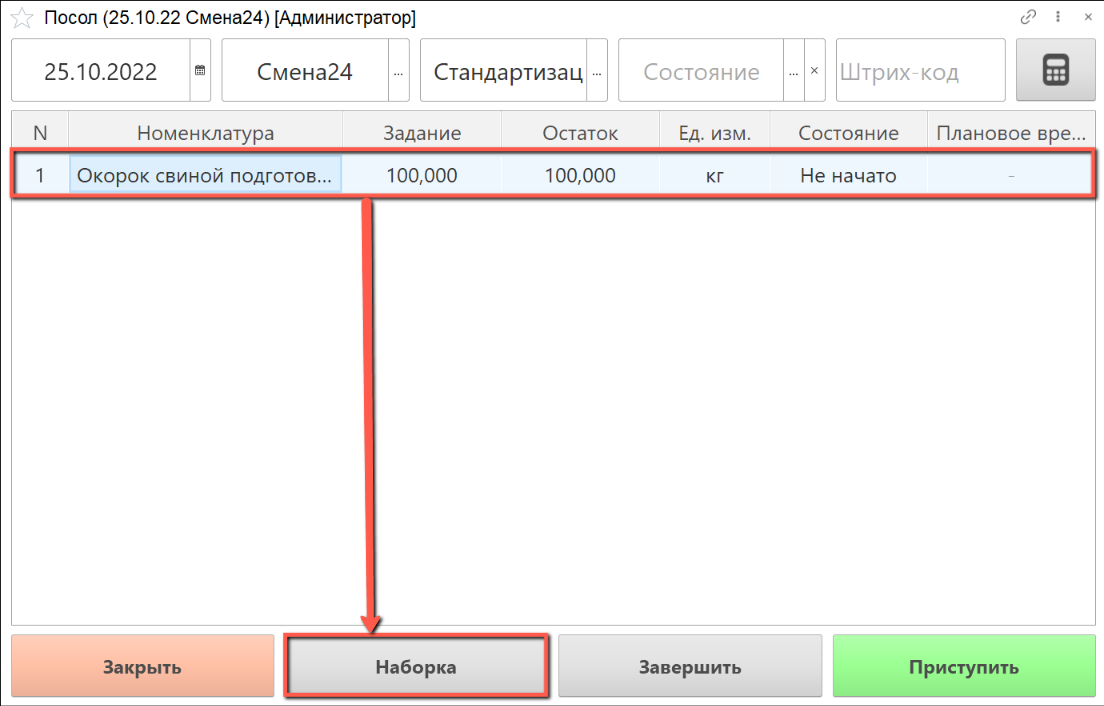 Посол (25.10.22 Смена24) [Администратор]
25.10.2022 Смена24 ... Стандартизац ... Состояние ... × Штрих-код
N Номенклатура Задание Остаток Ед. изм. Состояние Плановое вре...
1 Окорок свиной подготов... 100,000 100,000 кг Не начато -
Закрыть Наборка Завершить Приступить